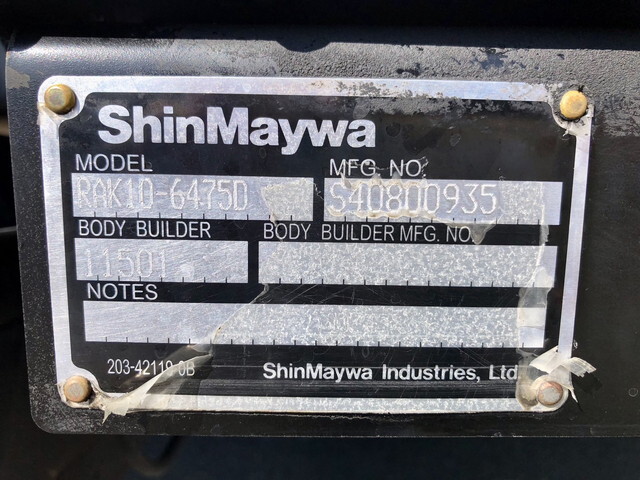 ShinMaywa
MODEL MFG NO.
RAK10-6475D S40800935
BODY BUILDER BODY BUILDER MFG. NO.
11501
NOTES
203-42119-0B ShinMaywa Industries, Ltd.